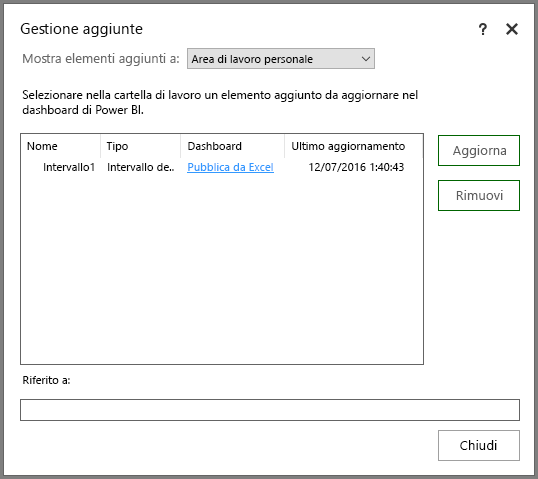 Gestione aggiunte ?
Mostra elementi aggiunti a: Area di lavoro personale
Selezionare nella cartella di lavoro un elemento aggiunto da aggiornare nel
dashboard di Power BI.
Nome Tipo Dashboard Ultimo aggiornamento
Intervallo1 Intervallo de.. Pubblica da Excel 12/07/2016 1:40:43
Aggiorna
Rimuovi
Riferito a:
Chiudi